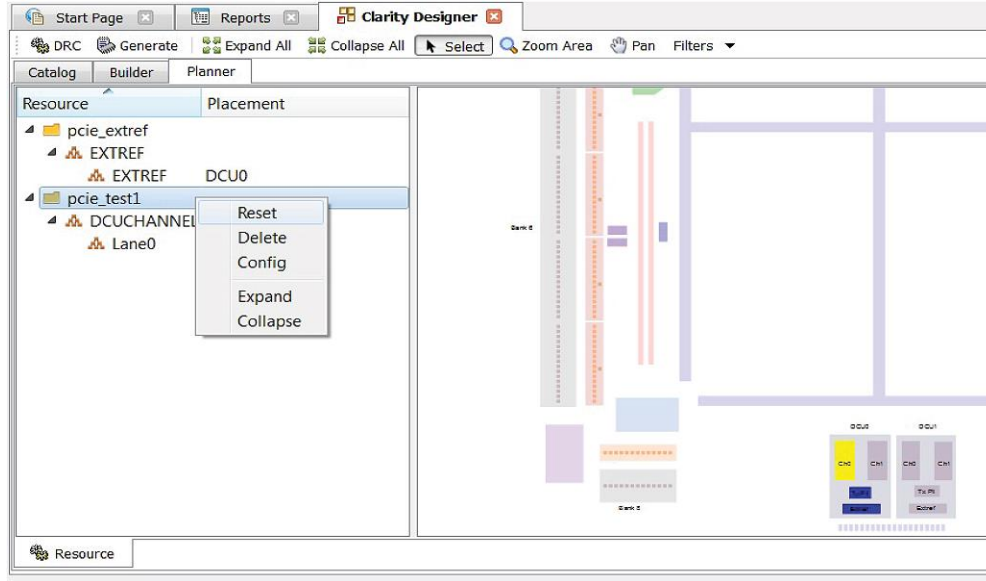 Start Page Reports Clarity Designer
DRC Generate Expand All Collapse All Select Zoom Area Pan Filters
Catalog Builder Planner
Resource Placement
pcie_extref
EXTREF
EXTREF DCU0
pcie_test1
DCUCHANNEL
Lane0
Reset
Delete
Config
Expand
Collapse
Bank 6
DCU0 DCU1
Ch0 Ch1 Ch0 Ch1
Tx Pll
Extref Extref
Resource